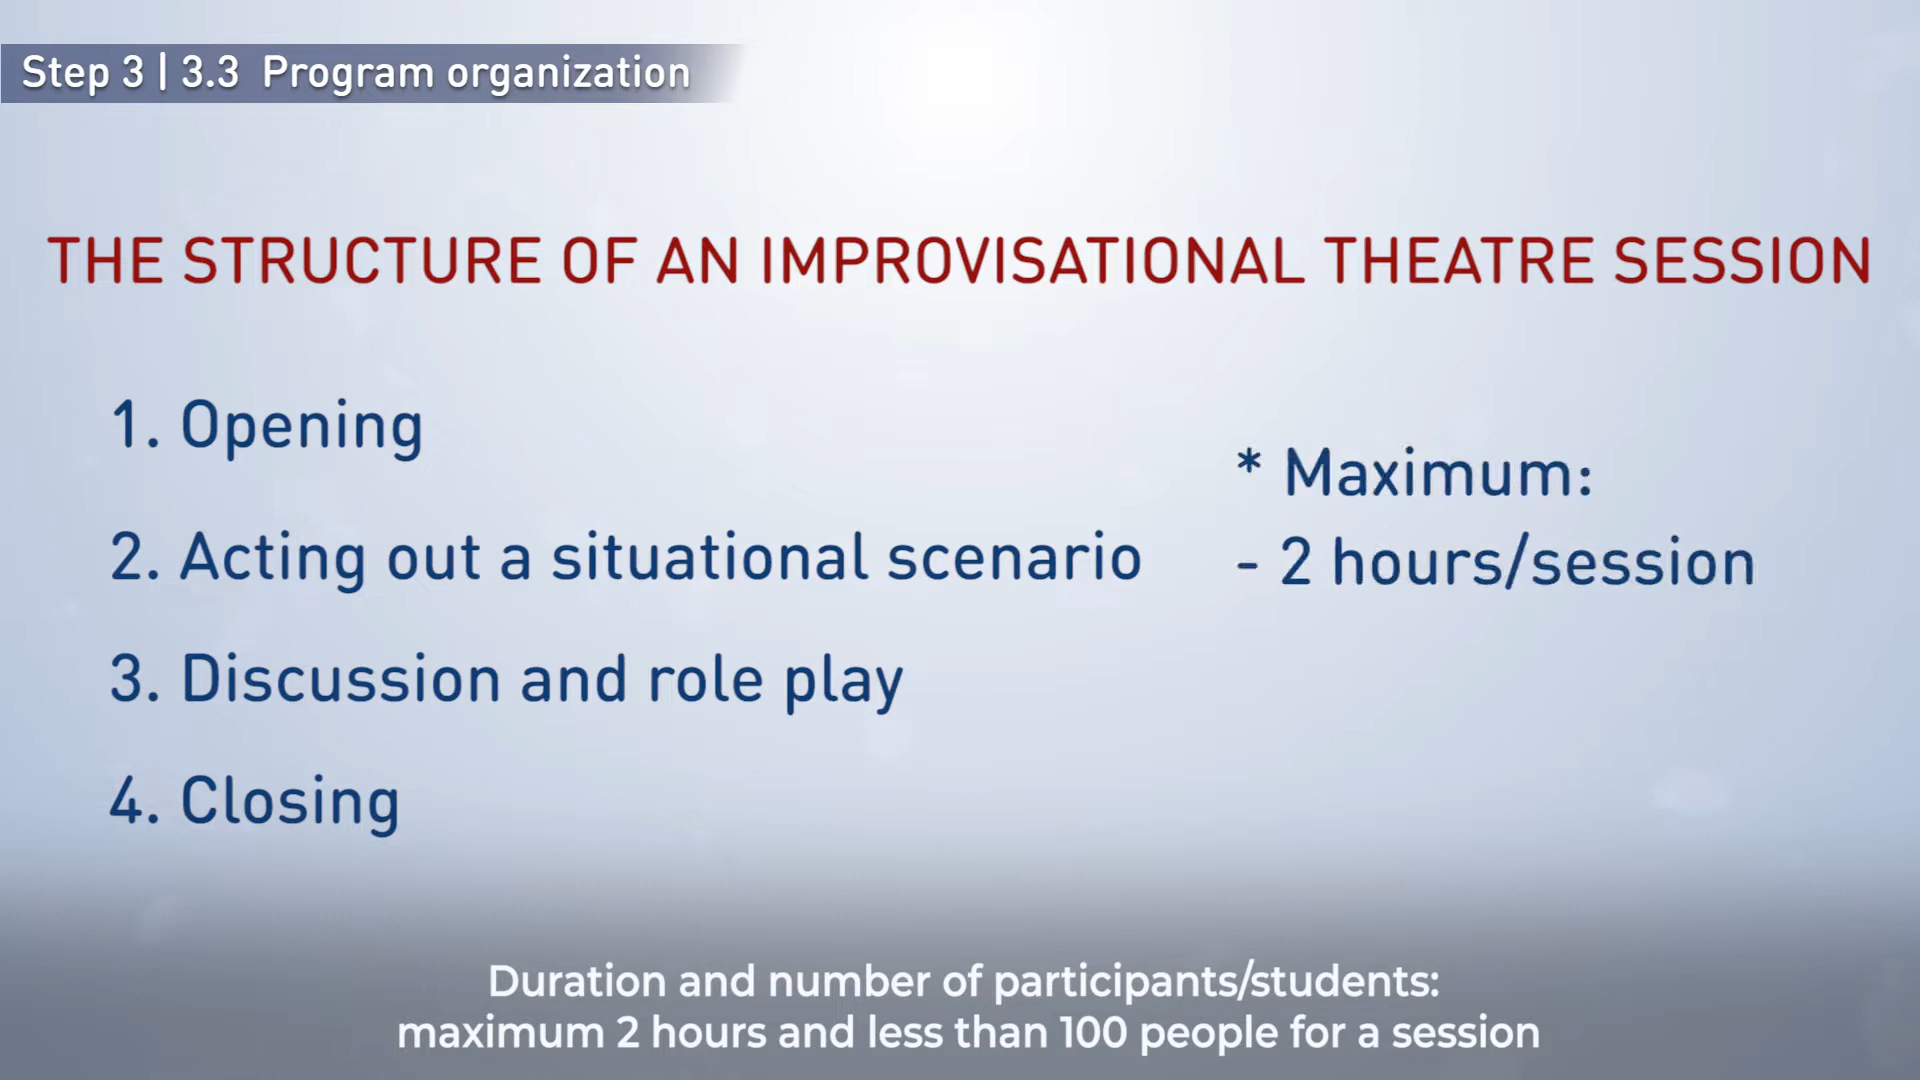 Step 3 | 3.3 Program organization
THE STRUCTURE OF AN IMPROVISATIONAL THEATRE SESSION
1. Opening
2. Acting out a situational scenario
3. Discussion and role play
4. Closing
* Maximum:
- 2 hours/session
Duration and number of participants/students:
maximum 2 hours and less than 100 people for a session